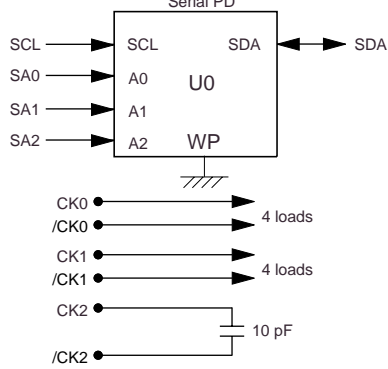 Serial PD
SCL SCL SDA SDA
SA0 A0 U0
SA1 A1
SA2 A2 WP
CK0
/CK0 4 loads
CK1
/CK1 4 loads
CK2
10 pF
/CK2